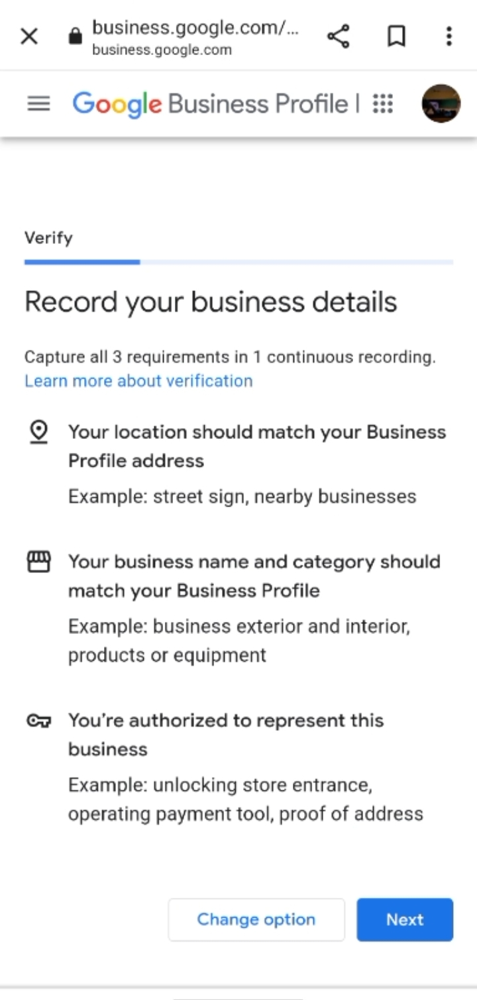 business.google.com/...
business.google.com
Google Business Profile |
Verify
Record your business details
Capture all 3 requirements in 1 continuous recording.
Learn more about verification
Your location should match your Business
Profile address
Example: street sign, nearby businesses
Your business name and category should
match your Business Profile
Example: business exterior and interior,
products or equipment
You're authorized to represent this
business
Example: unlocking store entrance,
operating payment tool, proof of address
Change option
Next